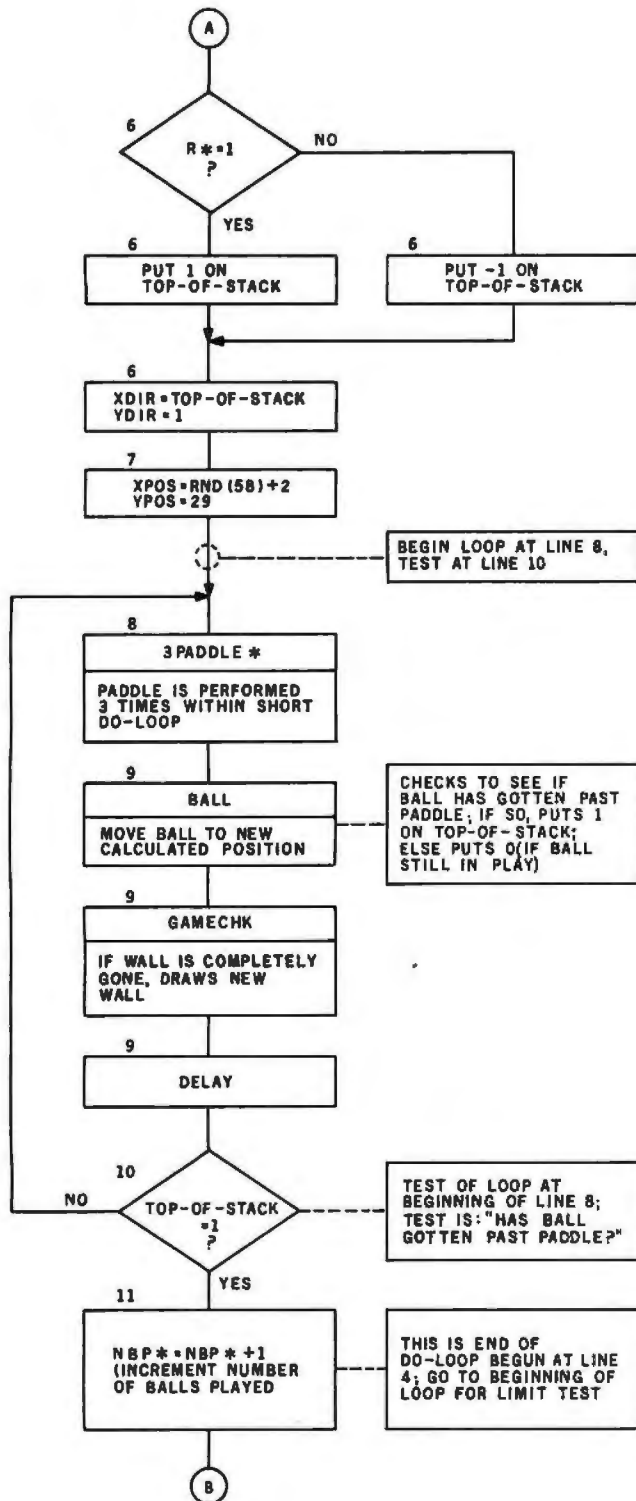 A
6
R*=1
?
NO
YES
6
PUT 1 ON
TOP-OF-STACK
6
PUT -1 ON
TOP-OF-STACK
6
XDIR=TOP-OF-STACK
YDIR=1
7
XPOS=RND(58)+2
YPOS=29
BEGIN LOOP AT LINE 8,
TEST AT LINE 10
8
3PADDLE *
PADDLE IS PERFORMED
3 TIMES WITHIN SHORT
DO-LOOP
9
BALL
MOVE BALL TO NEW
CALCULATED POSITION
CHECKS TO SEE IF
BALL HAS GOTTEN PAST
PADDLE; IF SO, PUTS 1
ON TOP-OF-STACK;
ELSE PUTS 0(IF BALL
STILL IN PLAY)
9
GAMECHK
IF WALL IS COMPLETELY
GONE, DRAWS NEW
WALL
9
DELAY
10
NO
TOP-OF-STACK
=1
?
YES
TEST OF LOOP AT
BEGINNING OF LINE 8;
TEST IS: "HAS BALL
GOTTEN PAST PADDLE?"
11
NBP*=NBP*+1
(INCREMENT NUMBER
OF BALLS PLAYED
THIS IS END OF
DO-LOOP BEGUN AT LINE
4; GO TO BEGINNING OF
LOOP FOR LIMIT TEST
B